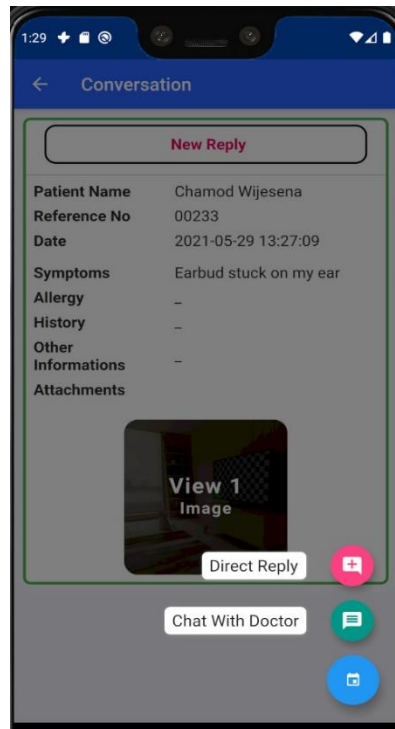 1:29
Conversation
New Reply
Patient Name Chamod Wijesena
Reference No 00233
Date 2021-05-29 13:27:09
Symptoms Earbud stuck on my ear
Allergy _
History _
Other
Informations _
Attachments
View 1
Image
Direct Reply
Chat With Doctor